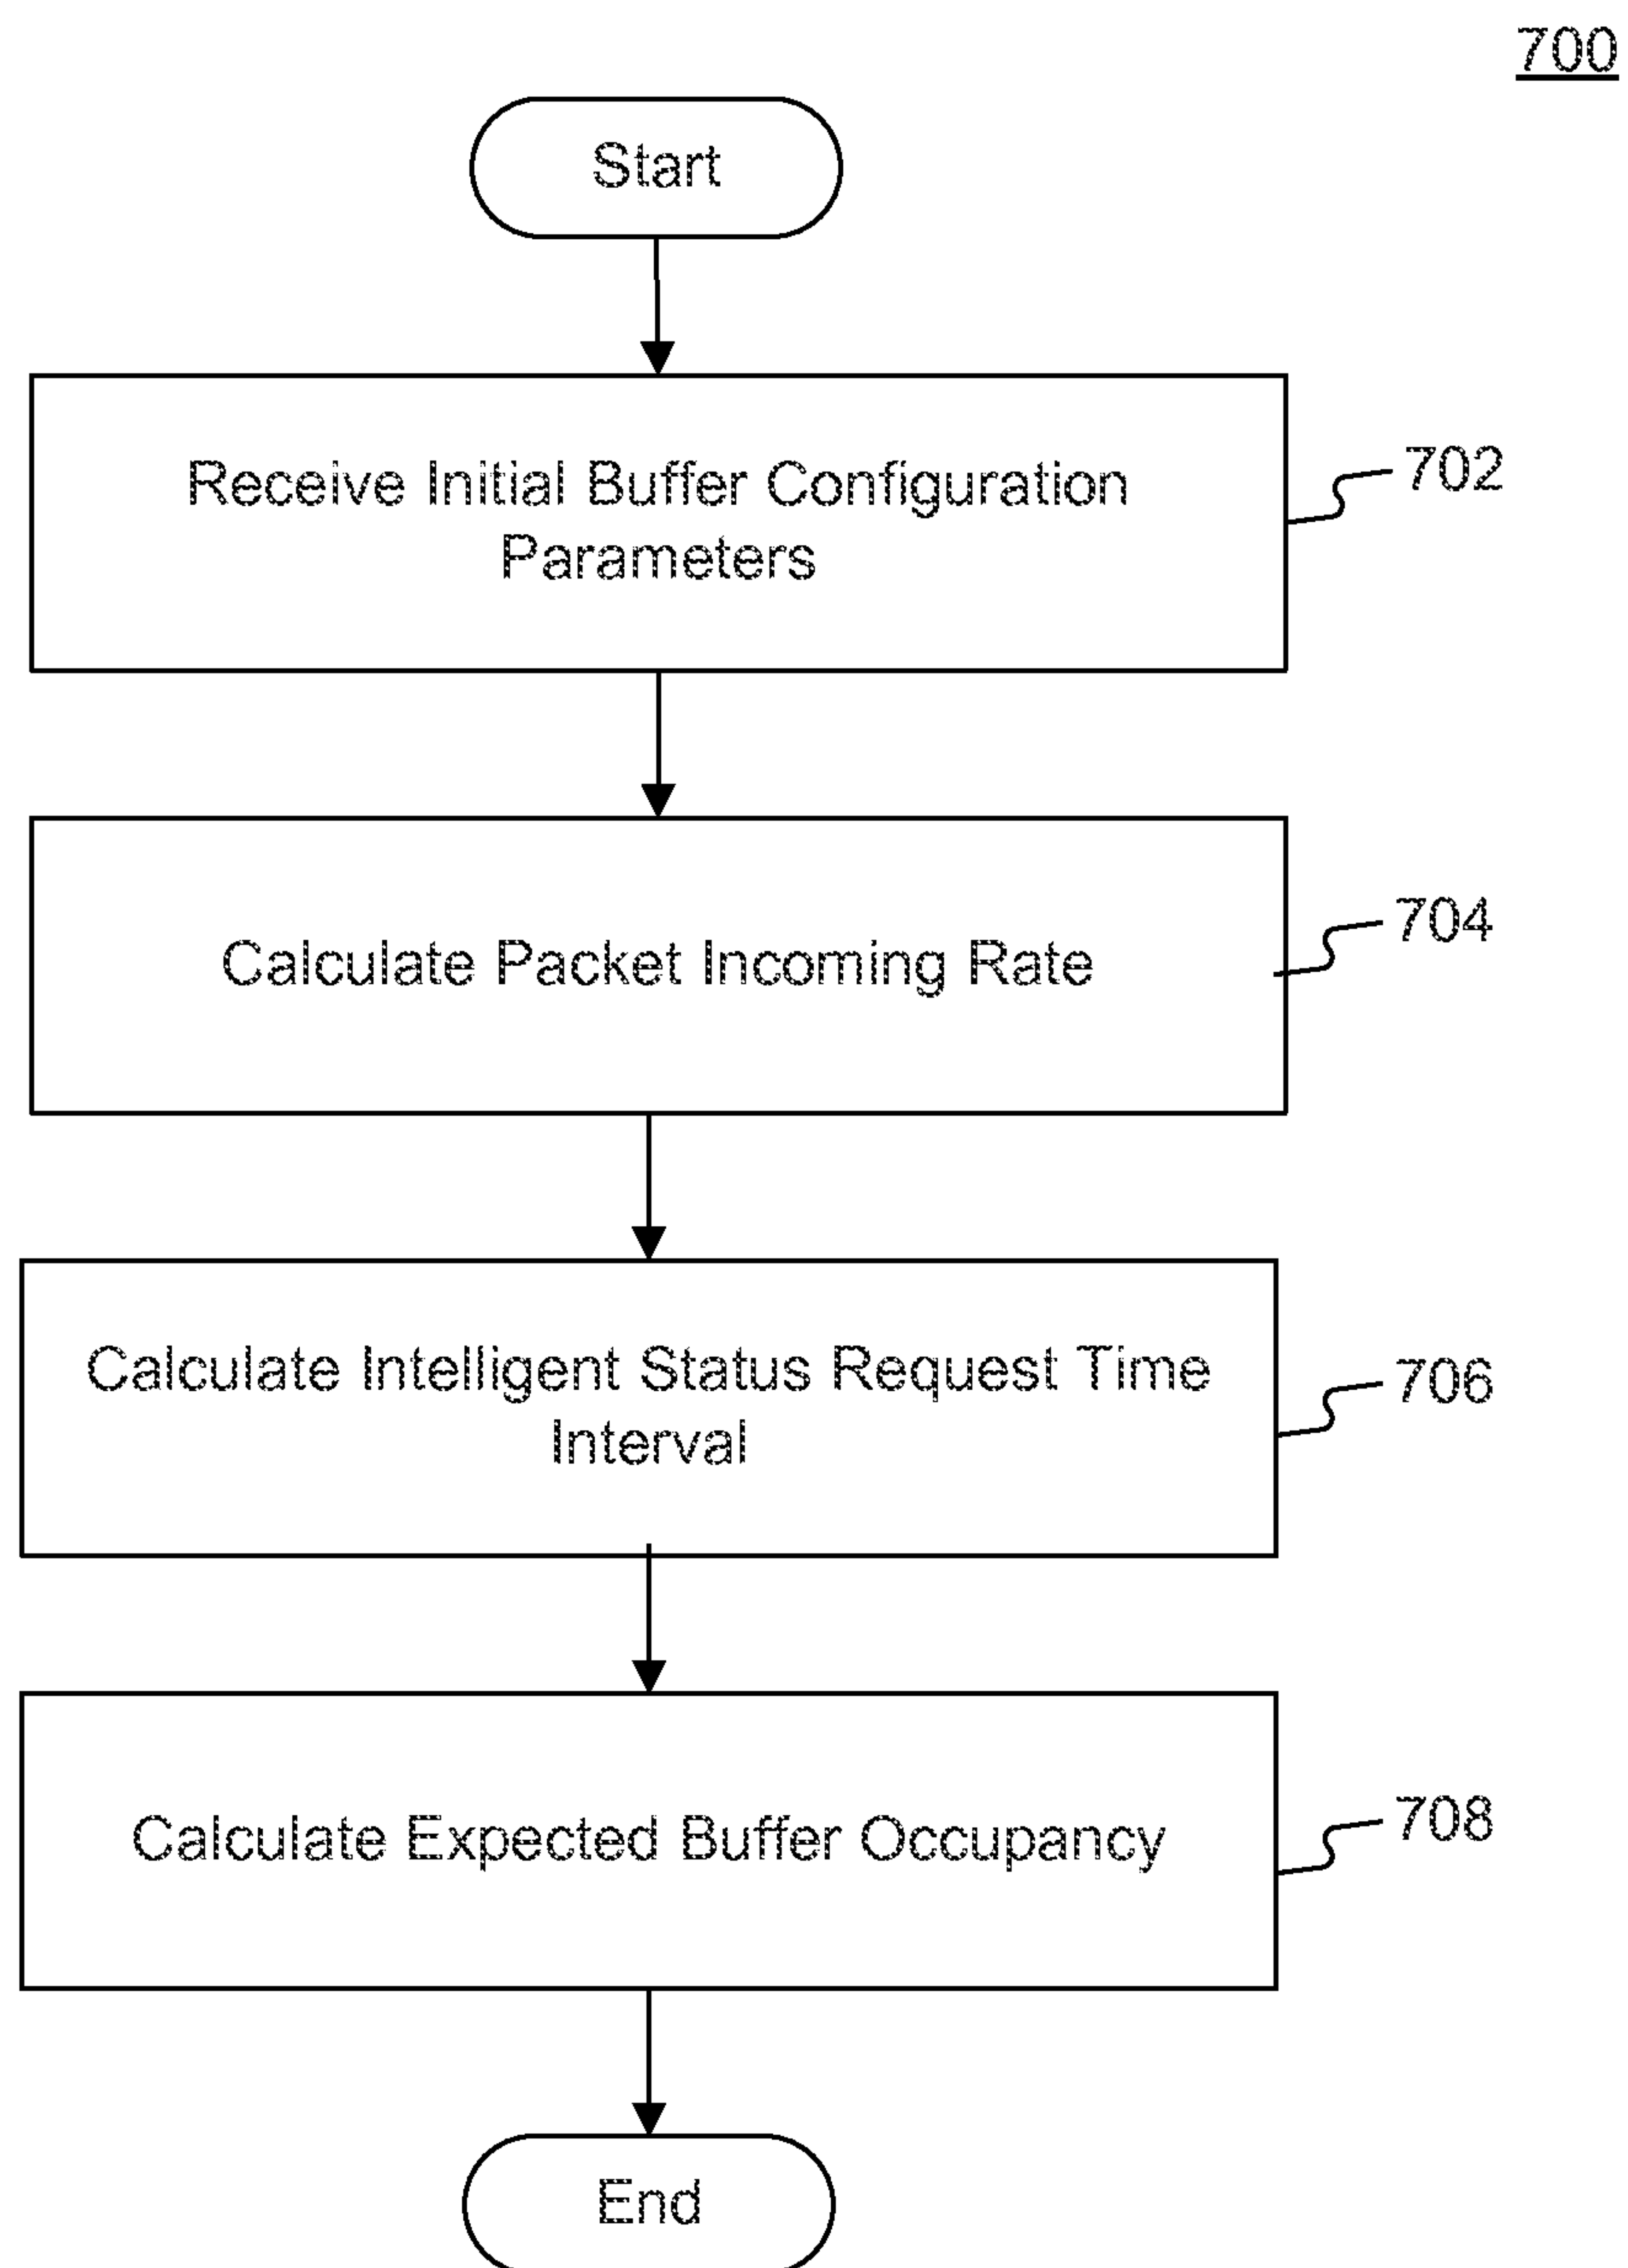 700
Start
Receive Initial Buffer Configuration
Parameters
702
Calculate Packet Incoming Rate
704
Calculate Intelligent Status Request Time
Interval
706
Calculate Expected Buffer Occupancy
708
End